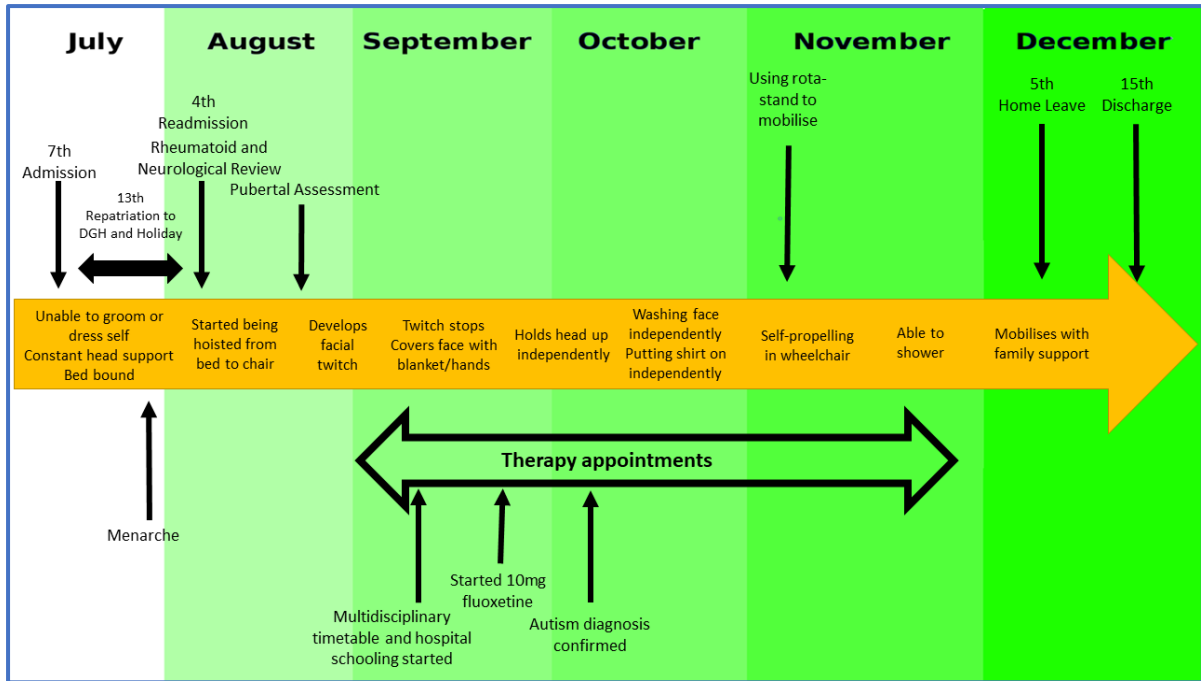 July
August
September
October
November
December
7th
Admission
13th
Repatriation to
DGH and Holiday
4th
Readmission
Rheumatoid and
Neurological Review
Pubertal Assessment
Using rota-
stand to
mobilise
5th
Home Leave
15th
Discharge
Unable to groom or
dress self
Constant head support
Bed bound
Started being
hoisted from
bed to chair
Develops
facial
twitch
Twitch stops
Covers face with
blanket/hands
Holds head up
independently
Washing face
independently
Putting shirt on
independently
Self-propelling
in wheelchair
Able to
shower
Mobilises with
family support
Therapy appointments
Menarche
Multidisciplinary
timetable and hospital
schooling started
Started 10mg
fluoxetine
Autism diagnosis
confirmed